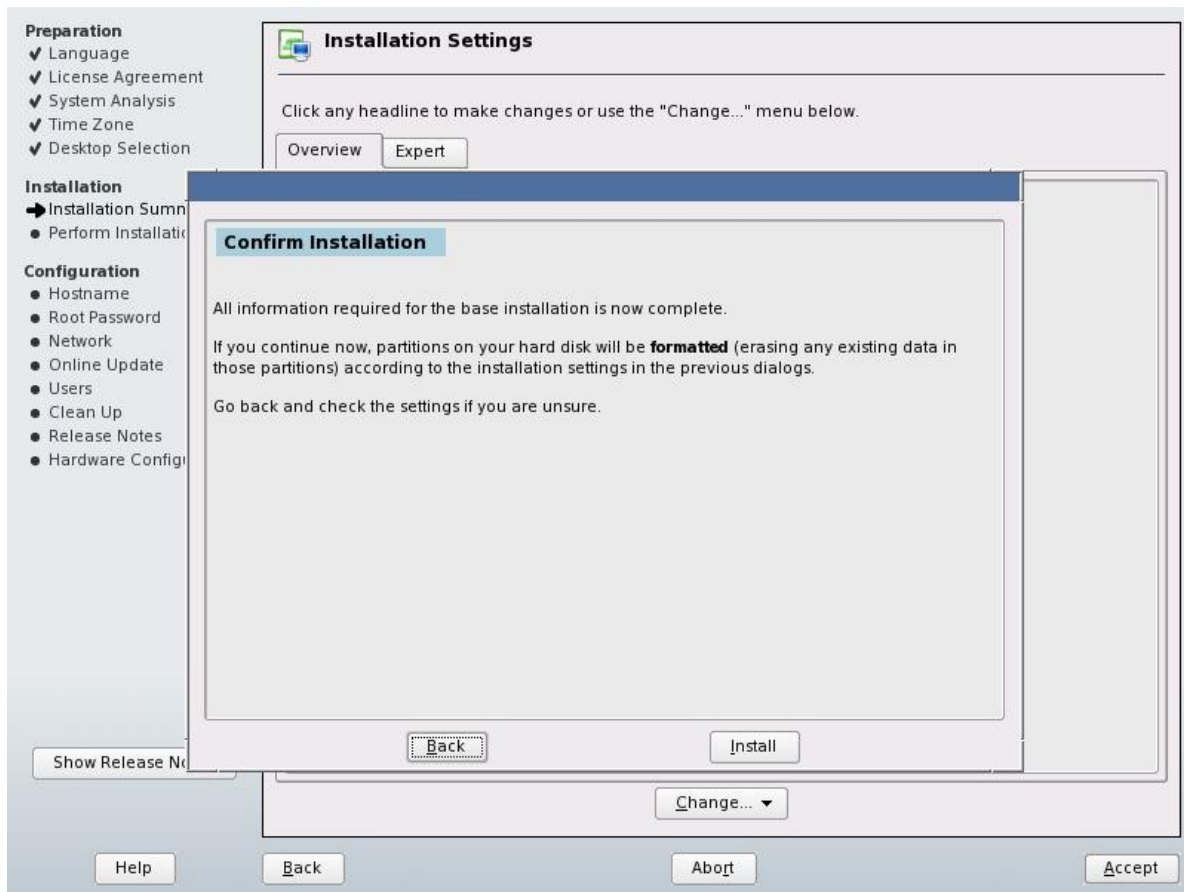 Preparation
Language
License Agreement
System Analysis
Time Zone
Desktop Selection
Installation
Installation Summ
Perform Installatio
Configuration
Hostname
Root Password
Network
Online Update
Users
Clean Up
Release Notes
Hardware Config
Show Release No
Help
Installation Settings
Click any headline to make changes or use the "Change..." menu below.
Overview
Expert
Confirm Installation
All information required for the base installation is now complete.
If you continue now, partitions on your hard disk will be formatted (erasing any existing data in
those partitions) according to the installation settings in the previous dialogs.
Go back and check the settings if you are unsure.
Back
Install
Change...
Back
Abort
Accept